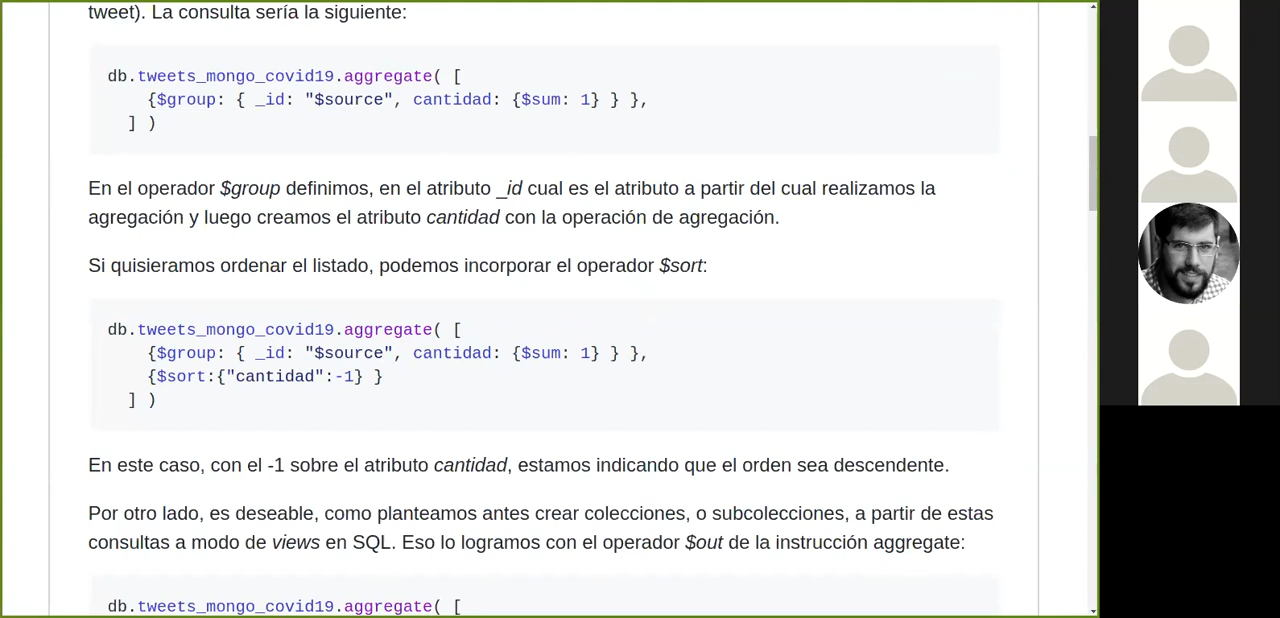 tweet). La consulta sería la siguiente:
db.tweets_mongo_covid19.aggregate( [
{$group: { _id: "$source", cantidad: {$sum: 1} } },
] )
En el operador $group definimos, en el atributo _id cual es el atributo a partir del cual realizamos la
agregación y luego creamos el atributo cantidad con la operación de agregación.
Si quisieramos ordenar el listado, podemos incorporar el operador $sort:
db.tweets_mongo_covid19.aggregate( [
{$group: { _id: "$source", cantidad: {$sum: 1} } },
{$sort:{"cantidad":-1} }
] )
En este caso, con el -1 sobre el atributo cantidad, estamos indicando que el orden sea descendente.
Por otro lado, es deseable, como planteamos antes crear colecciones, o subcolecciones, a partir de estas
consultas a modo de views en SQL. Eso lo logramos con el operador $out de la instrucción aggregate:
db.tweets_mongo_covid19.aggregate( [